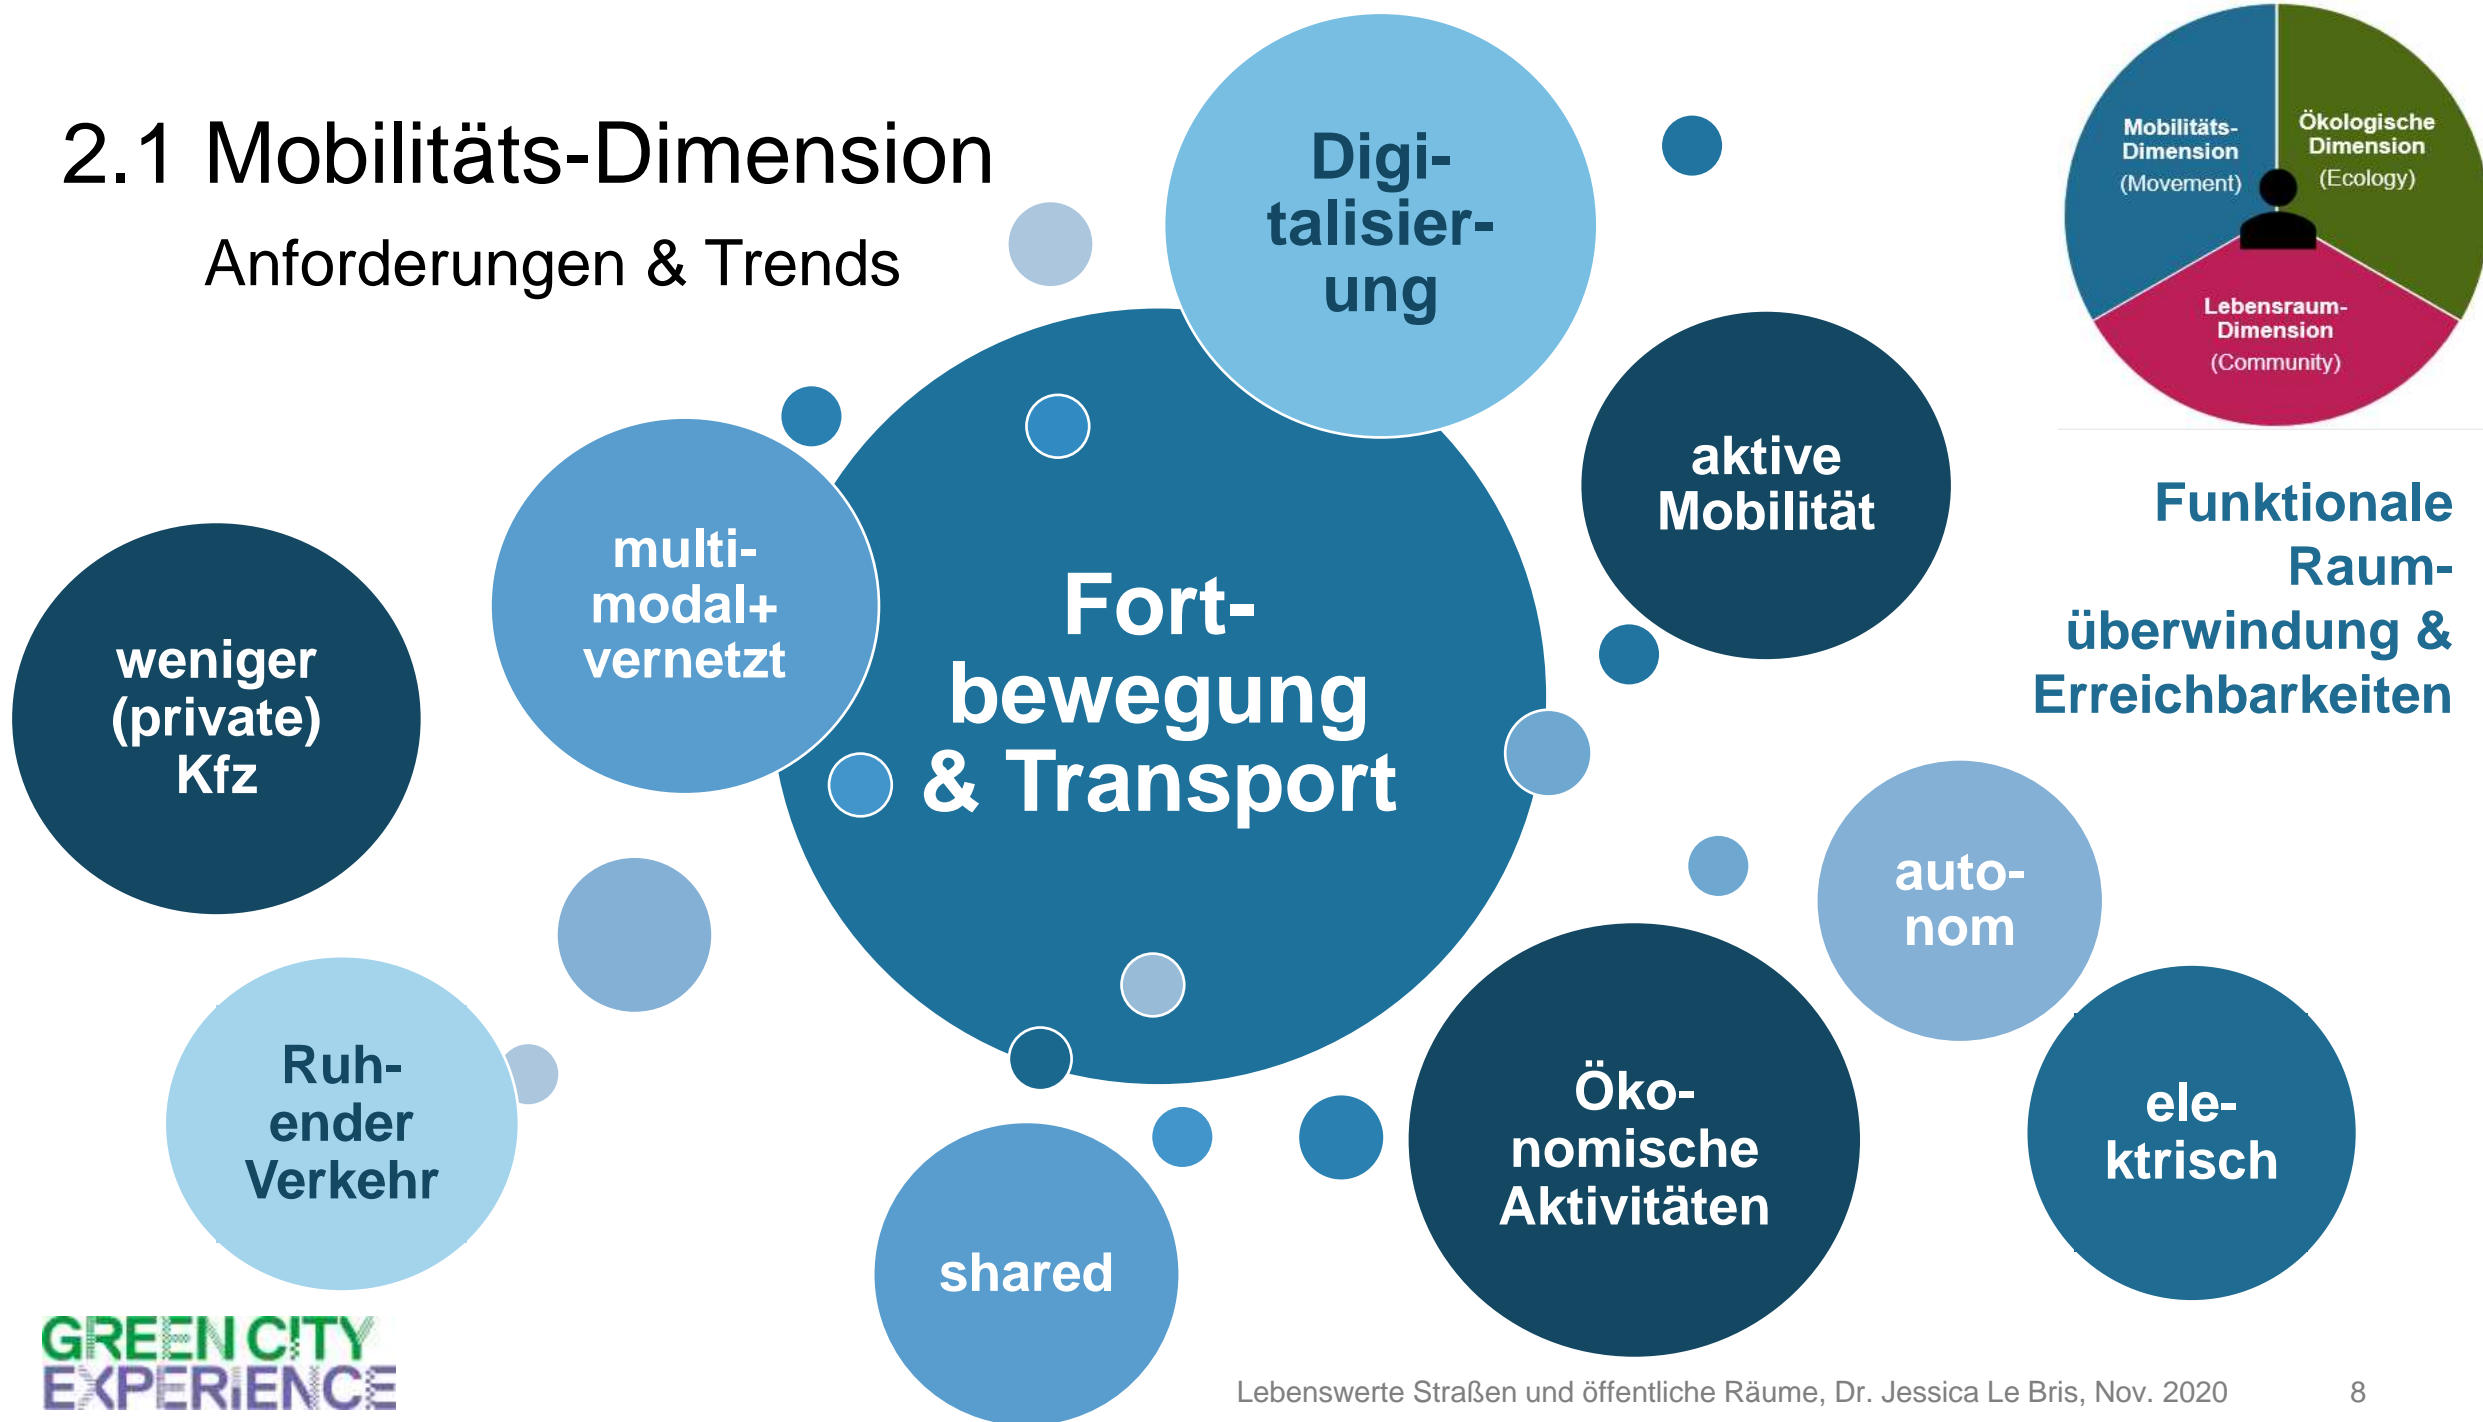 2.1 Mobilitäts-Dimension
Anforderungen & Trends
Digi-
talisier-
ung
Mobilitäts-
Dimension
(Movement)
Ökologische
Dimension
(Ecology)
Lebensraum-
Dimension
(Community)
aktive
Mobilität
Funktionale
Raum-
überwindung &
Erreichbarkeiten
multi-
modal+
vernetzt
Fort-
bewegung
& Transport
weniger
(private)
Kfz
auto-
nom
Ruh-
ender
Verkehr
Öko-
nomische
Aktivitäten
ele-
ktrisch
shared
GREEN CITY
EXPERIENCE
Lebenswerte Straßen und öffentliche Räume, Dr. Jessica Le Bris, Nov. 2020
8